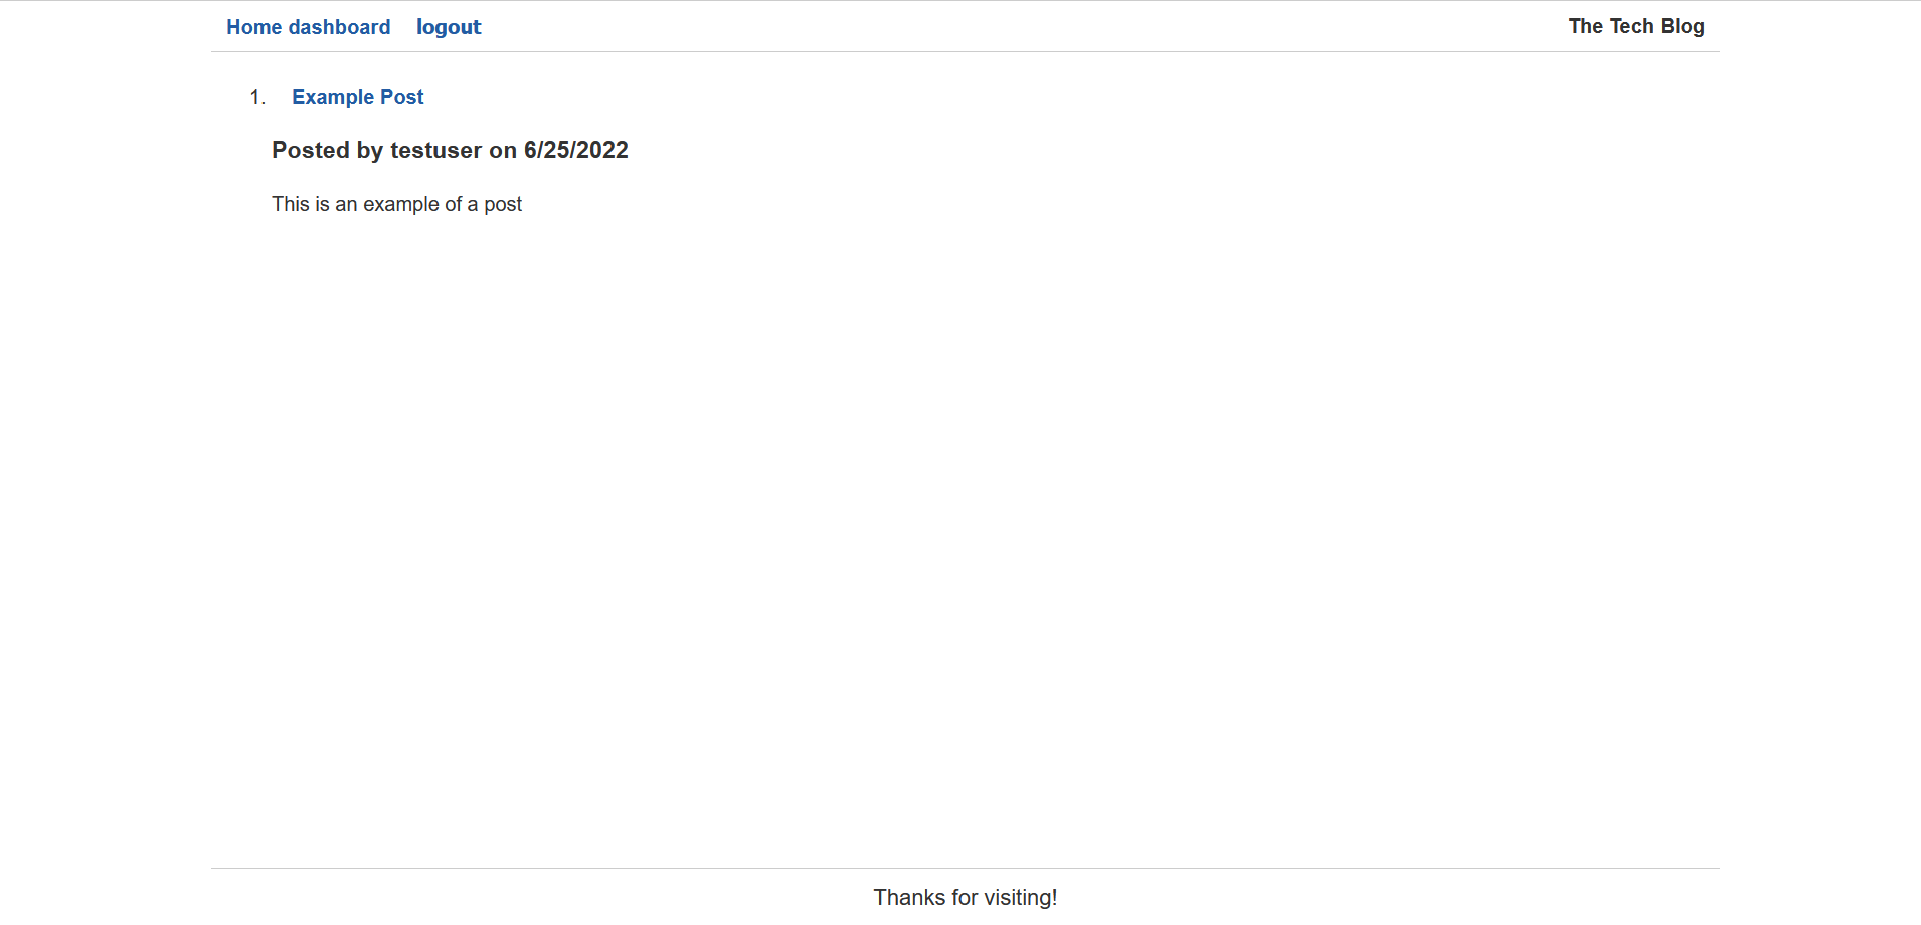 Home dashboard logout The Tech Blog
1. Example Post
Posted by testuser on 6/25/2022
This is an example of a post
Thanks for visiting!